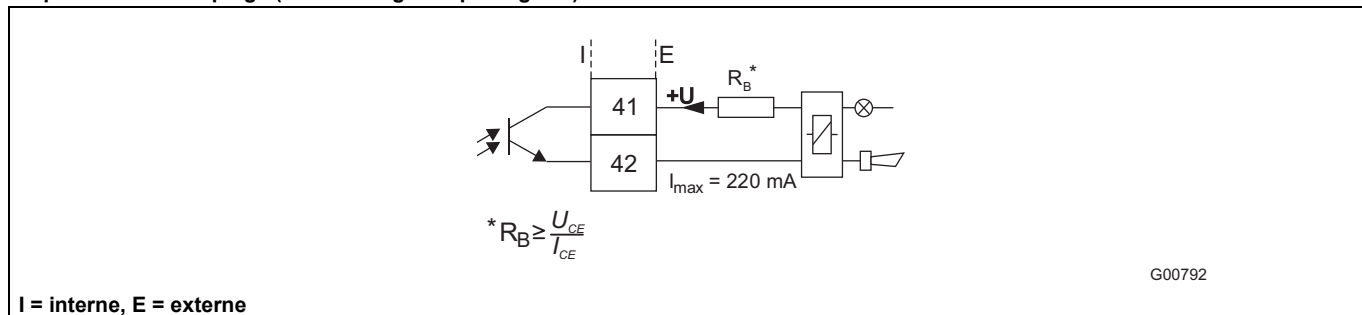 I E
R_B*
41 +U
42
I_max = 220 mA
*R_B ≥ U_CE / I_CE
G00792
I = interne, E = externe